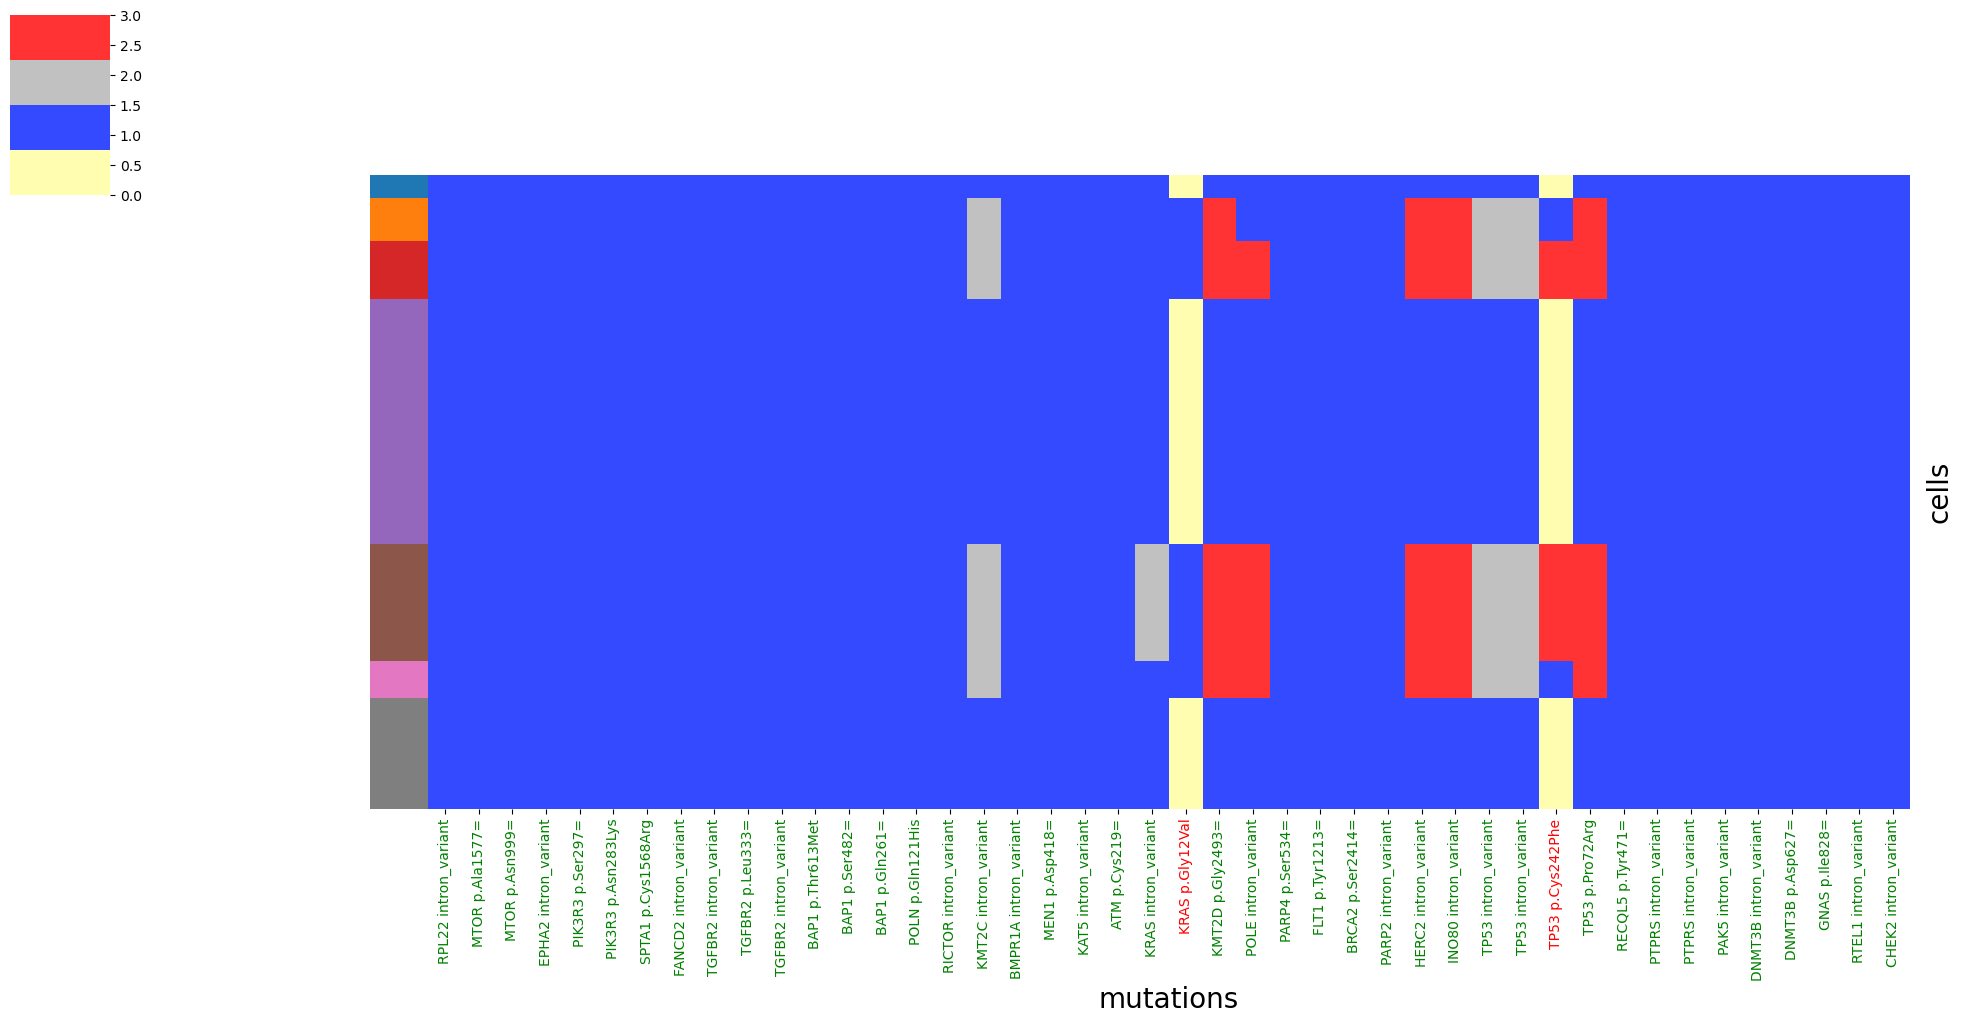 3.0
2.5
2.0
1.5
1.0
0.5
0.0
cells
RPL22 intron_variant
MTOR p.Ala1577=
MTOR p.Asn999=
EPHA2 intron_variant
PIK3R3 p.Ser297=
PIK3R3 p.Asn283Lys
SPTA1 p.Cys1568Arg
FANCD2 intron_variant
TGFBR2 intron_variant
TGFBR2 p.Leu333=
TGFBR2 intron_variant
BAP1 p.Thr613Met
BAP1 p.Ser482=
BAP1 p.Gln261=
POLN p.Gln121His
RICTOR intron_variant
KMT2C intron_variant
BMPR1A intron_variant
MEN1 p.Asp418=
KAT5 intron_variant
ATM p.Cys219=
KRAS intron_variant
KRAS p.Gly12Val
KMT2D p.Gly2493=
POLE intron_variant
PARP4 p.Ser534=
FLT1 p.Tyr1213=
BRCA2 p.Ser2414=
PARP2 intron_variant
HERC2 intron_variant
INO80 intron_variant
TP53 intron_variant
TP53 intron_variant
TP53 p.Cys242Phe
TP53 p.Pro72Arg
RECQL5 p.Tyr471=
PTPRS intron_variant
PTPRS intron_variant
PAK5 intron_variant
DNMT3B intron_variant
DNMT3B p.Asp627=
GNAS p.Ile828=
RTEL1 intron_variant
CHEK2 intron_variant
mutations